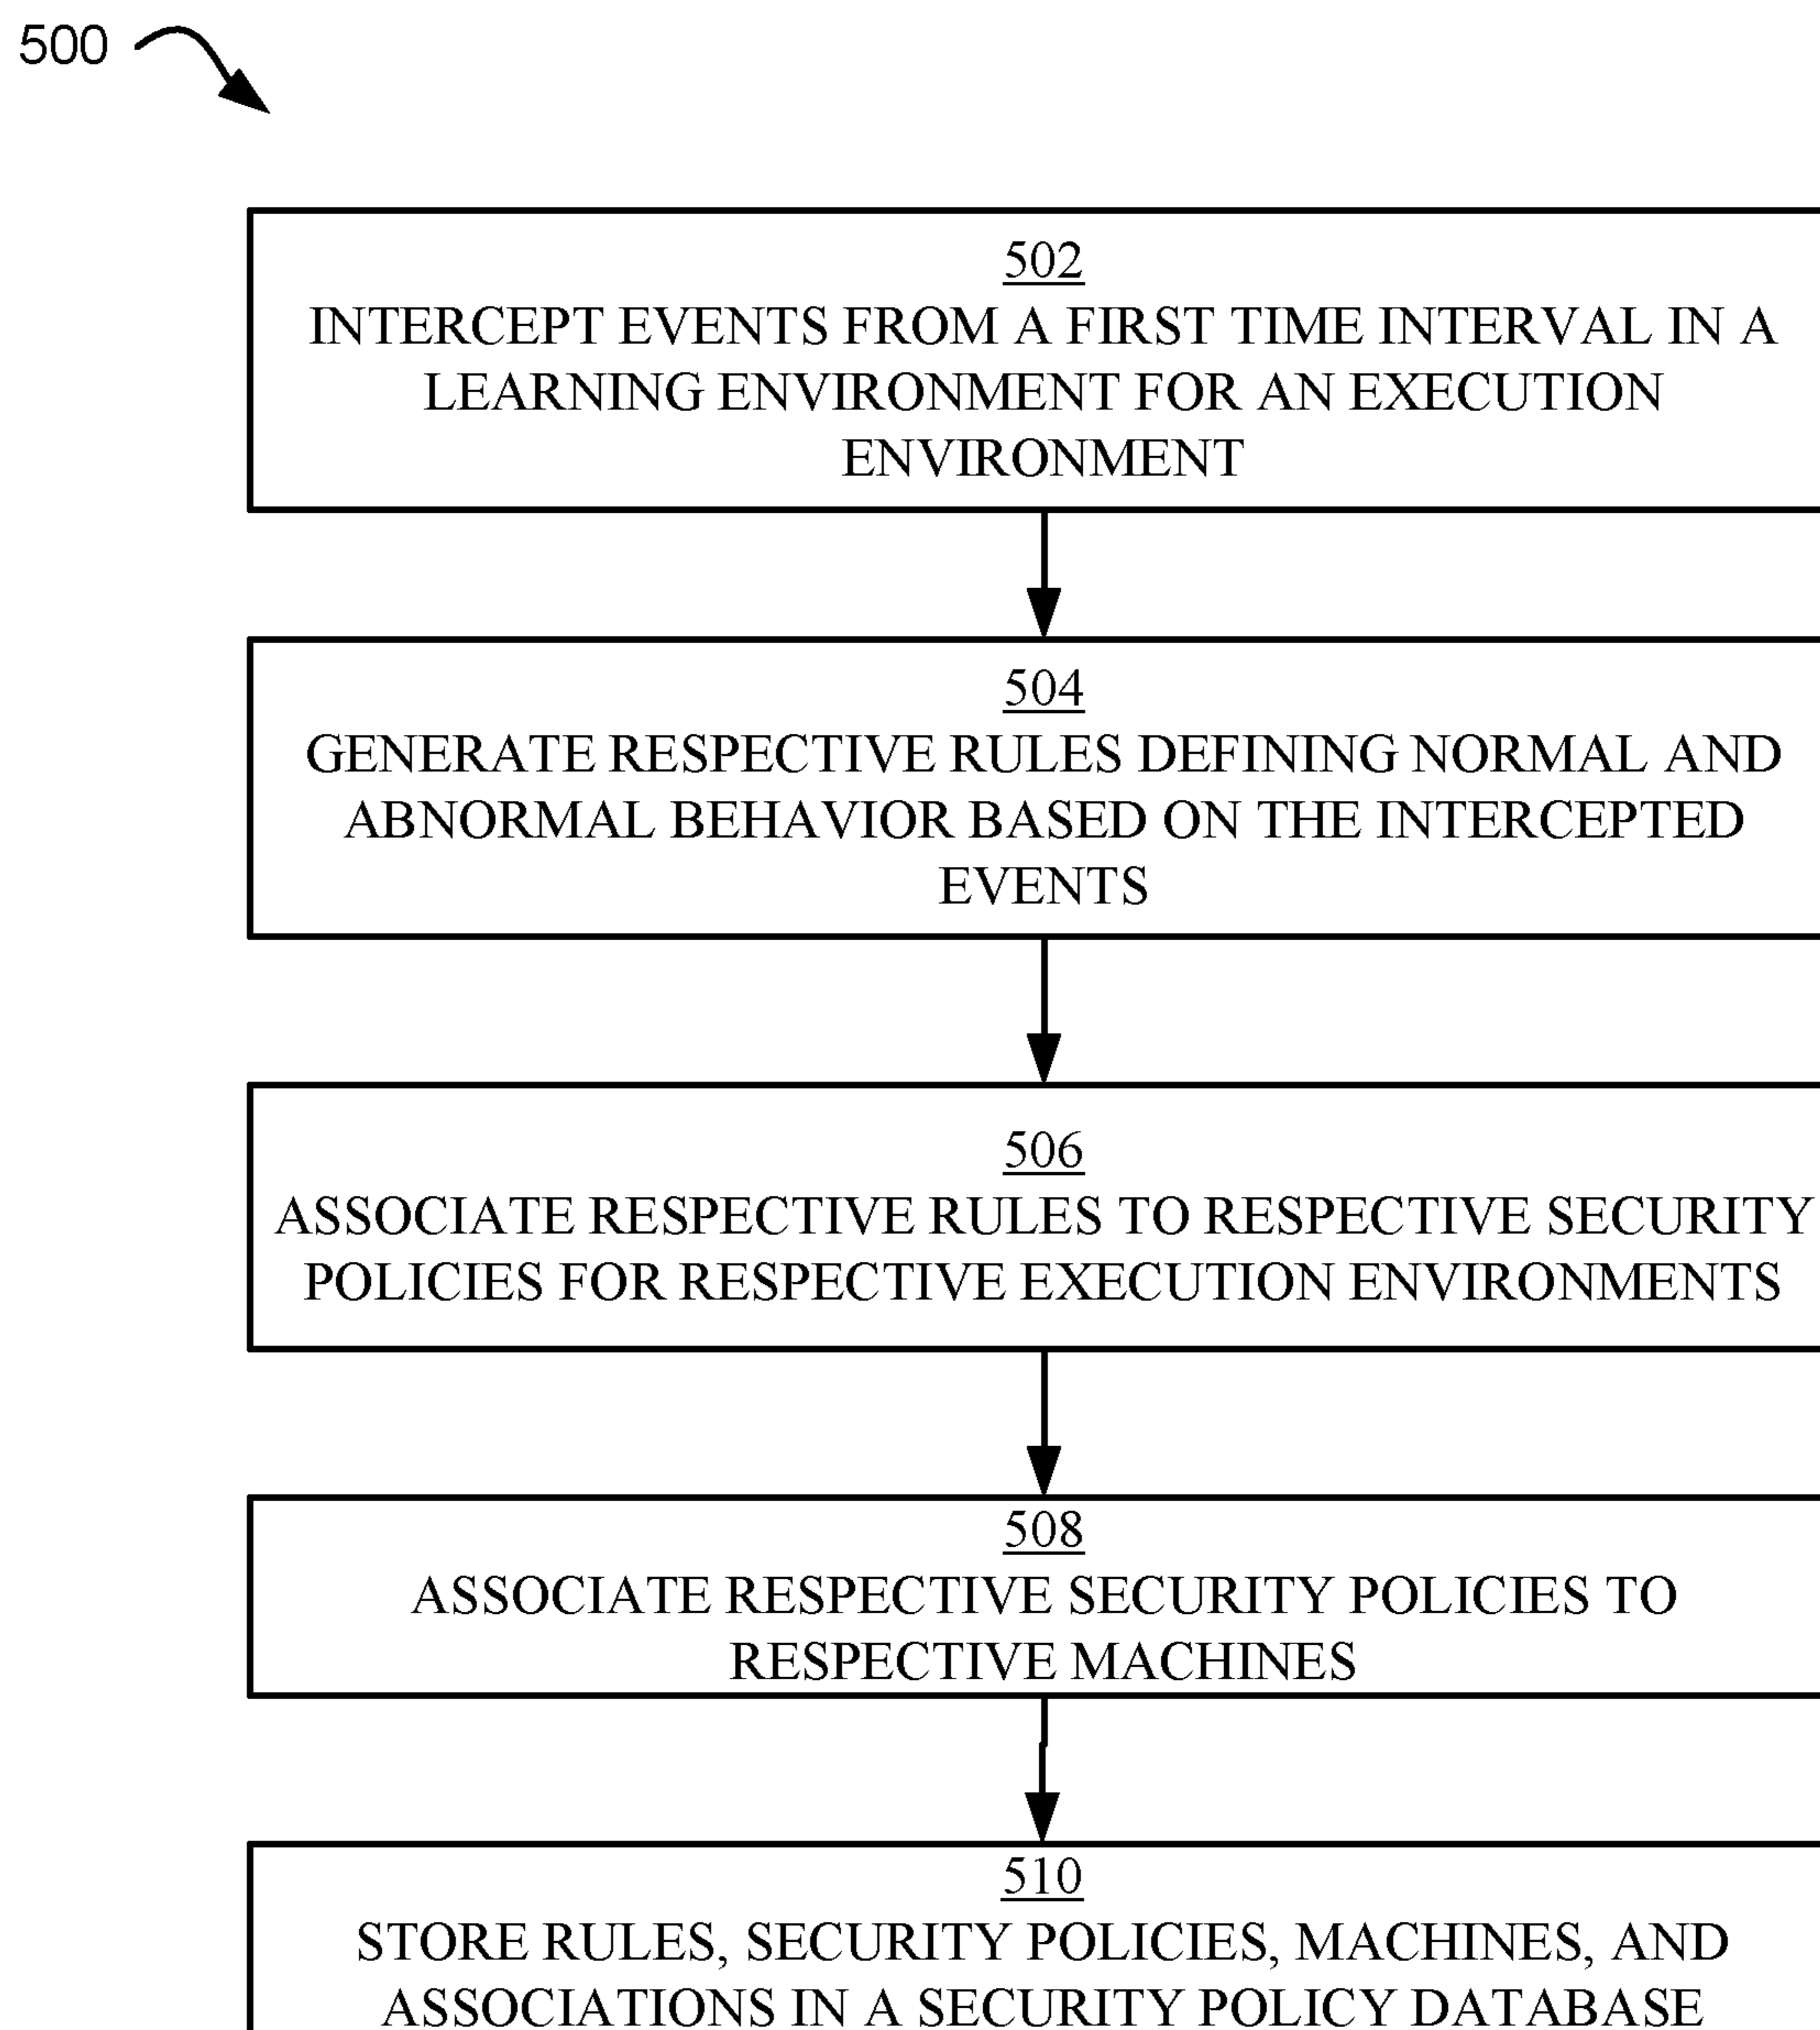 500
502
INTERCEPT EVENTS FROM A FIRST TIME INTERVAL IN A
LEARNING ENVIRONMENT FOR AN EXECUTION
ENVIRONMENT
504
GENERATE RESPECTIVE RULES DEFINING NORMAL AND
ABNORMAL BEHAVIOR BASED ON THE INTERCEPTED
EVENTS
506
ASSOCIATE RESPECTIVE RULES TO RESPECTIVE SECURITY
POLICIES FOR RESPECTIVE EXECUTION ENVIRONMENTS
508
ASSOCIATE RESPECTIVE SECURITY POLICIES TO
RESPECTIVE MACHINES
510
STORE RULES, SECURITY POLICIES, MACHINES, AND
ASSOCIATIONS IN A SECURITY POLICY DATABASE